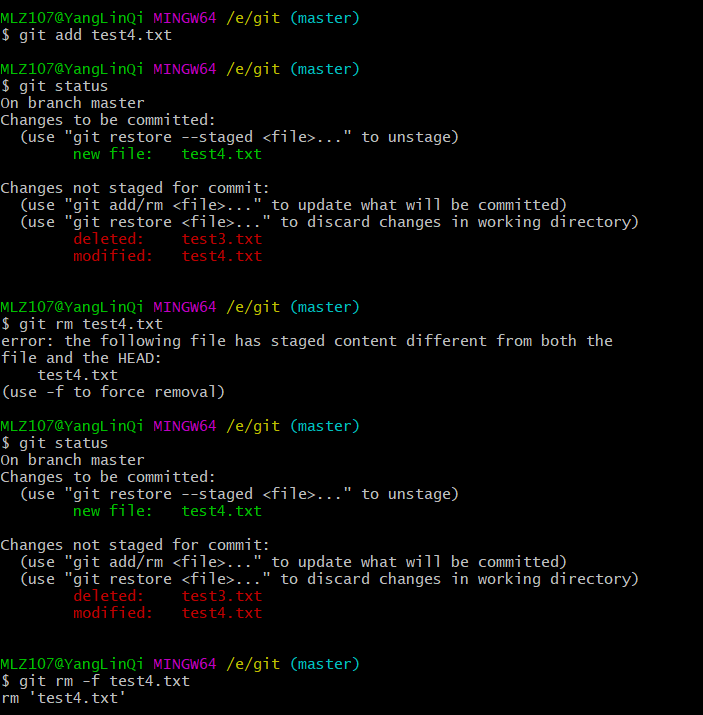 MLZ107@YangLinQi MINGW64 /e/git (master)
$ git add test4.txt
MLZ107@YangLinQi MINGW64 /e/git (master)
$ git status
On branch master
Changes to be committed:
  (use "git restore --staged <file>..." to unstage)
        new file:   test4.txt
Changes not staged for commit:
  (use "git add/rm <file>..." to update what will be committed)
  (use "git restore <file>..." to discard changes in working directory)
        deleted:    test3.txt
        modified:   test4.txt
MLZ107@YangLinQi MINGW64 /e/git (master)
$ git rm test4.txt
error: the following file has staged content different from both the
file and the HEAD:
    test4.txt
(use -f to force removal)
MLZ107@YangLinQi MINGW64 /e/git (master)
$ git status
On branch master
Changes to be committed:
  (use "git restore --staged <file>..." to unstage)
        new file:   test4.txt
Changes not staged for commit:
  (use "git add/rm <file>..." to update what will be committed)
  (use "git restore <file>..." to discard changes in working directory)
        deleted:    test3.txt
        modified:   test4.txt
MLZ107@YangLinQi MINGW64 /e/git (master)
$ git rm -f test4.txt
rm 'test4.txt'